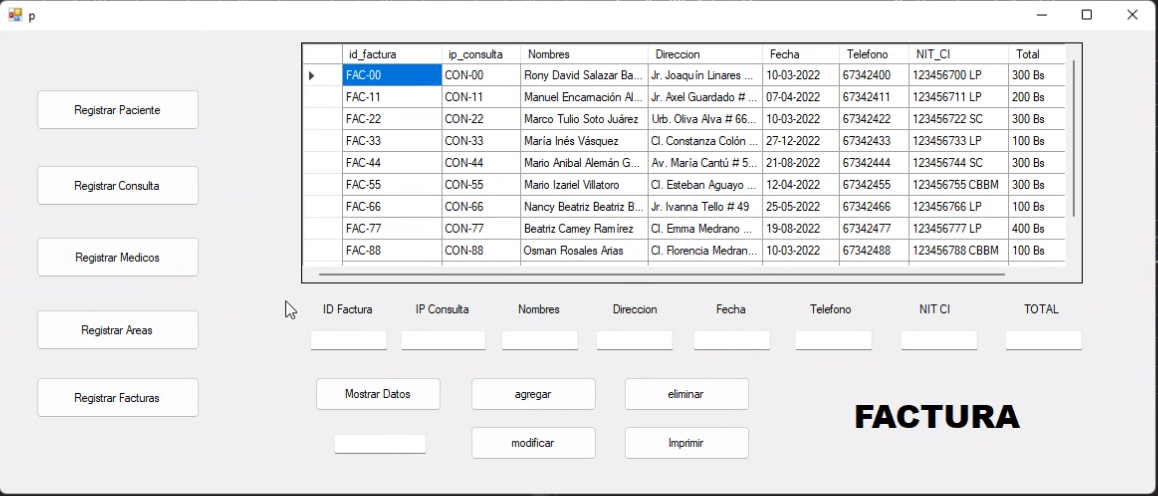 p
id_factura ip_consulta Nombres Direccion Fecha Telefono NIT_CI Total
FAC-00 CON-00 Rony David Salazar Ba... Jr. Joaquín Linares ... 10-03-2022 67342400 123456700 LP 300 Bs
FAC-11 CON-11 Manuel Encarnación Al... Jr. Axel Guardado # ... 07-04-2022 67342411 123456711 LP 200 Bs
FAC-22 CON-22 Marco Tulio Soto Juárez Urb. Oliva Alva # 66... 10-03-2022 67342422 123456722 SC 300 Bs
FAC-33 CON-33 María Inés Vásquez Cl. Constanza Colón ... 27-12-2022 67342433 123456733 LP 100 Bs
FAC-44 CON-44 Mario Anibal Alemán G... Av. María Cantú # 5... 21-08-2022 67342444 123456744 SC 300 Bs
FAC-55 CON-55 Mario Izariel Villatoro Cl. Esteban Aguayo ... 12-04-2022 67342455 123456755 CBBM 300 Bs
FAC-66 CON-66 Nancy Beatriz Beatriz B... Jr. Ivanna Tello # 49 25-05-2022 67342466 123456766 LP 100 Bs
FAC-77 CON-77 Beatriz Camey Ramírez Cl. Emma Medrano ... 19-08-2022 67342477 123456777 LP 400 Bs
FAC-88 CON-88 Osman Rosales Arias Cl. Florencia Medran... 10-03-2022 67342488 123456788 CBBM 100 Bs
Registrar Paciente
Registrar Consulta
Registrar Medicos
Registrar Areas
Registrar Facturas
ID Factura IP Consulta Nombres Direccion Fecha Telefono NIT CI TOTAL
Mostrar Datos agregar eliminar
modificar Imprimir
FACTURA